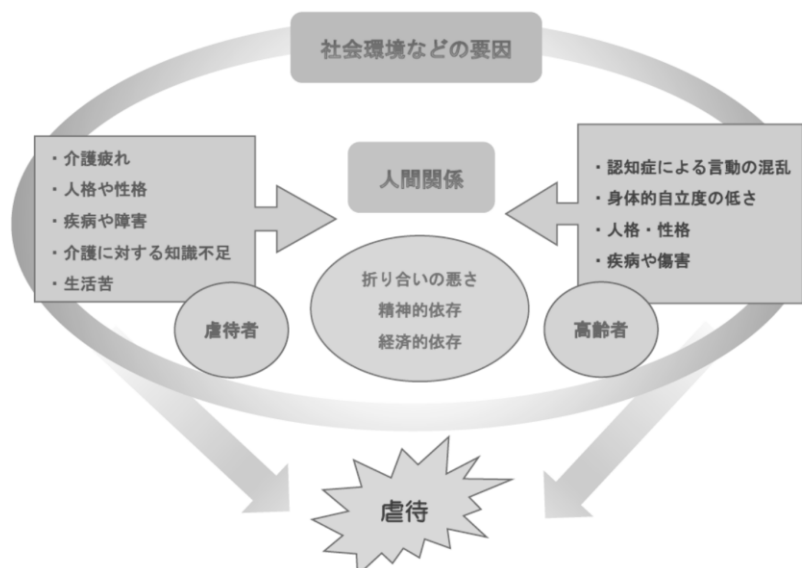 社会環境などの要因
・介護疲れ
・人格や性格
・疾病や障害
・介護に対する知識不足
・生活苦
虐待者
人間関係
折り合いの悪さ
精神的依存
経済的依存
・認知症による言動の混乱
・身体的自立度の低さ
・人格・性格
・疾病や傷害
高齢者
虐待